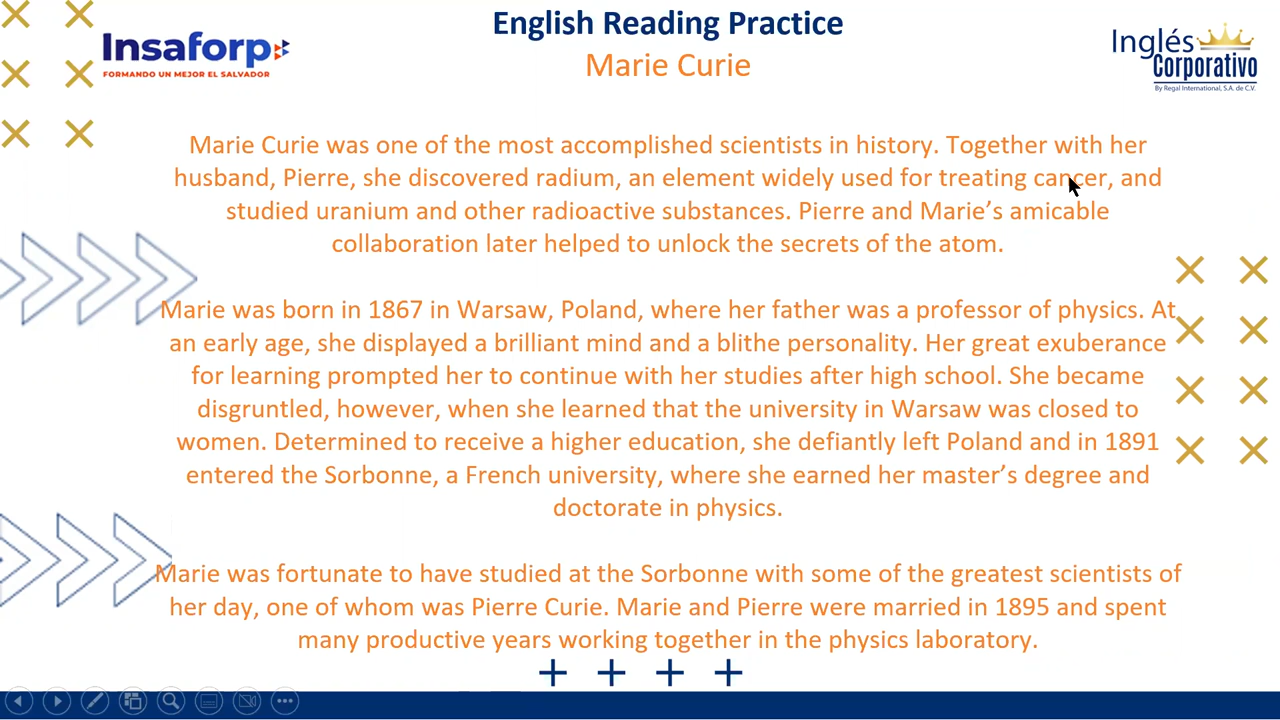 English Reading Practice
Marie Curie
Insaforp
FORMANDO UN MEJOR EL SALVADOR
Inglés
Corporativo
By Regal International, S.A. de C.V.
Marie Curie was one of the most accomplished scientists in history. Together with her
husband, Pierre, she discovered radium, an element widely used for treating cancer, and
studied uranium and other radioactive substances. Pierre and Marie’s amicable
collaboration later helped to unlock the secrets of the atom.
Marie was born in 1867 in Warsaw, Poland, where her father was a professor of physics. At
an early age, she displayed a brilliant mind and a blithe personality. Her great exuberance
for learning prompted her to continue with her studies after high school. She became
disgruntled, however, when she learned that the university in Warsaw was closed to
women. Determined to receive a higher education, she defiantly left Poland and in 1891
entered the Sorbonne, a French university, where she earned her master’s degree and
doctorate in physics.
Marie was fortunate to have studied at the Sorbonne with some of the greatest scientists of
her day, one of whom was Pierre Curie. Marie and Pierre were married in 1895 and spent
many productive years working together in the physics laboratory.